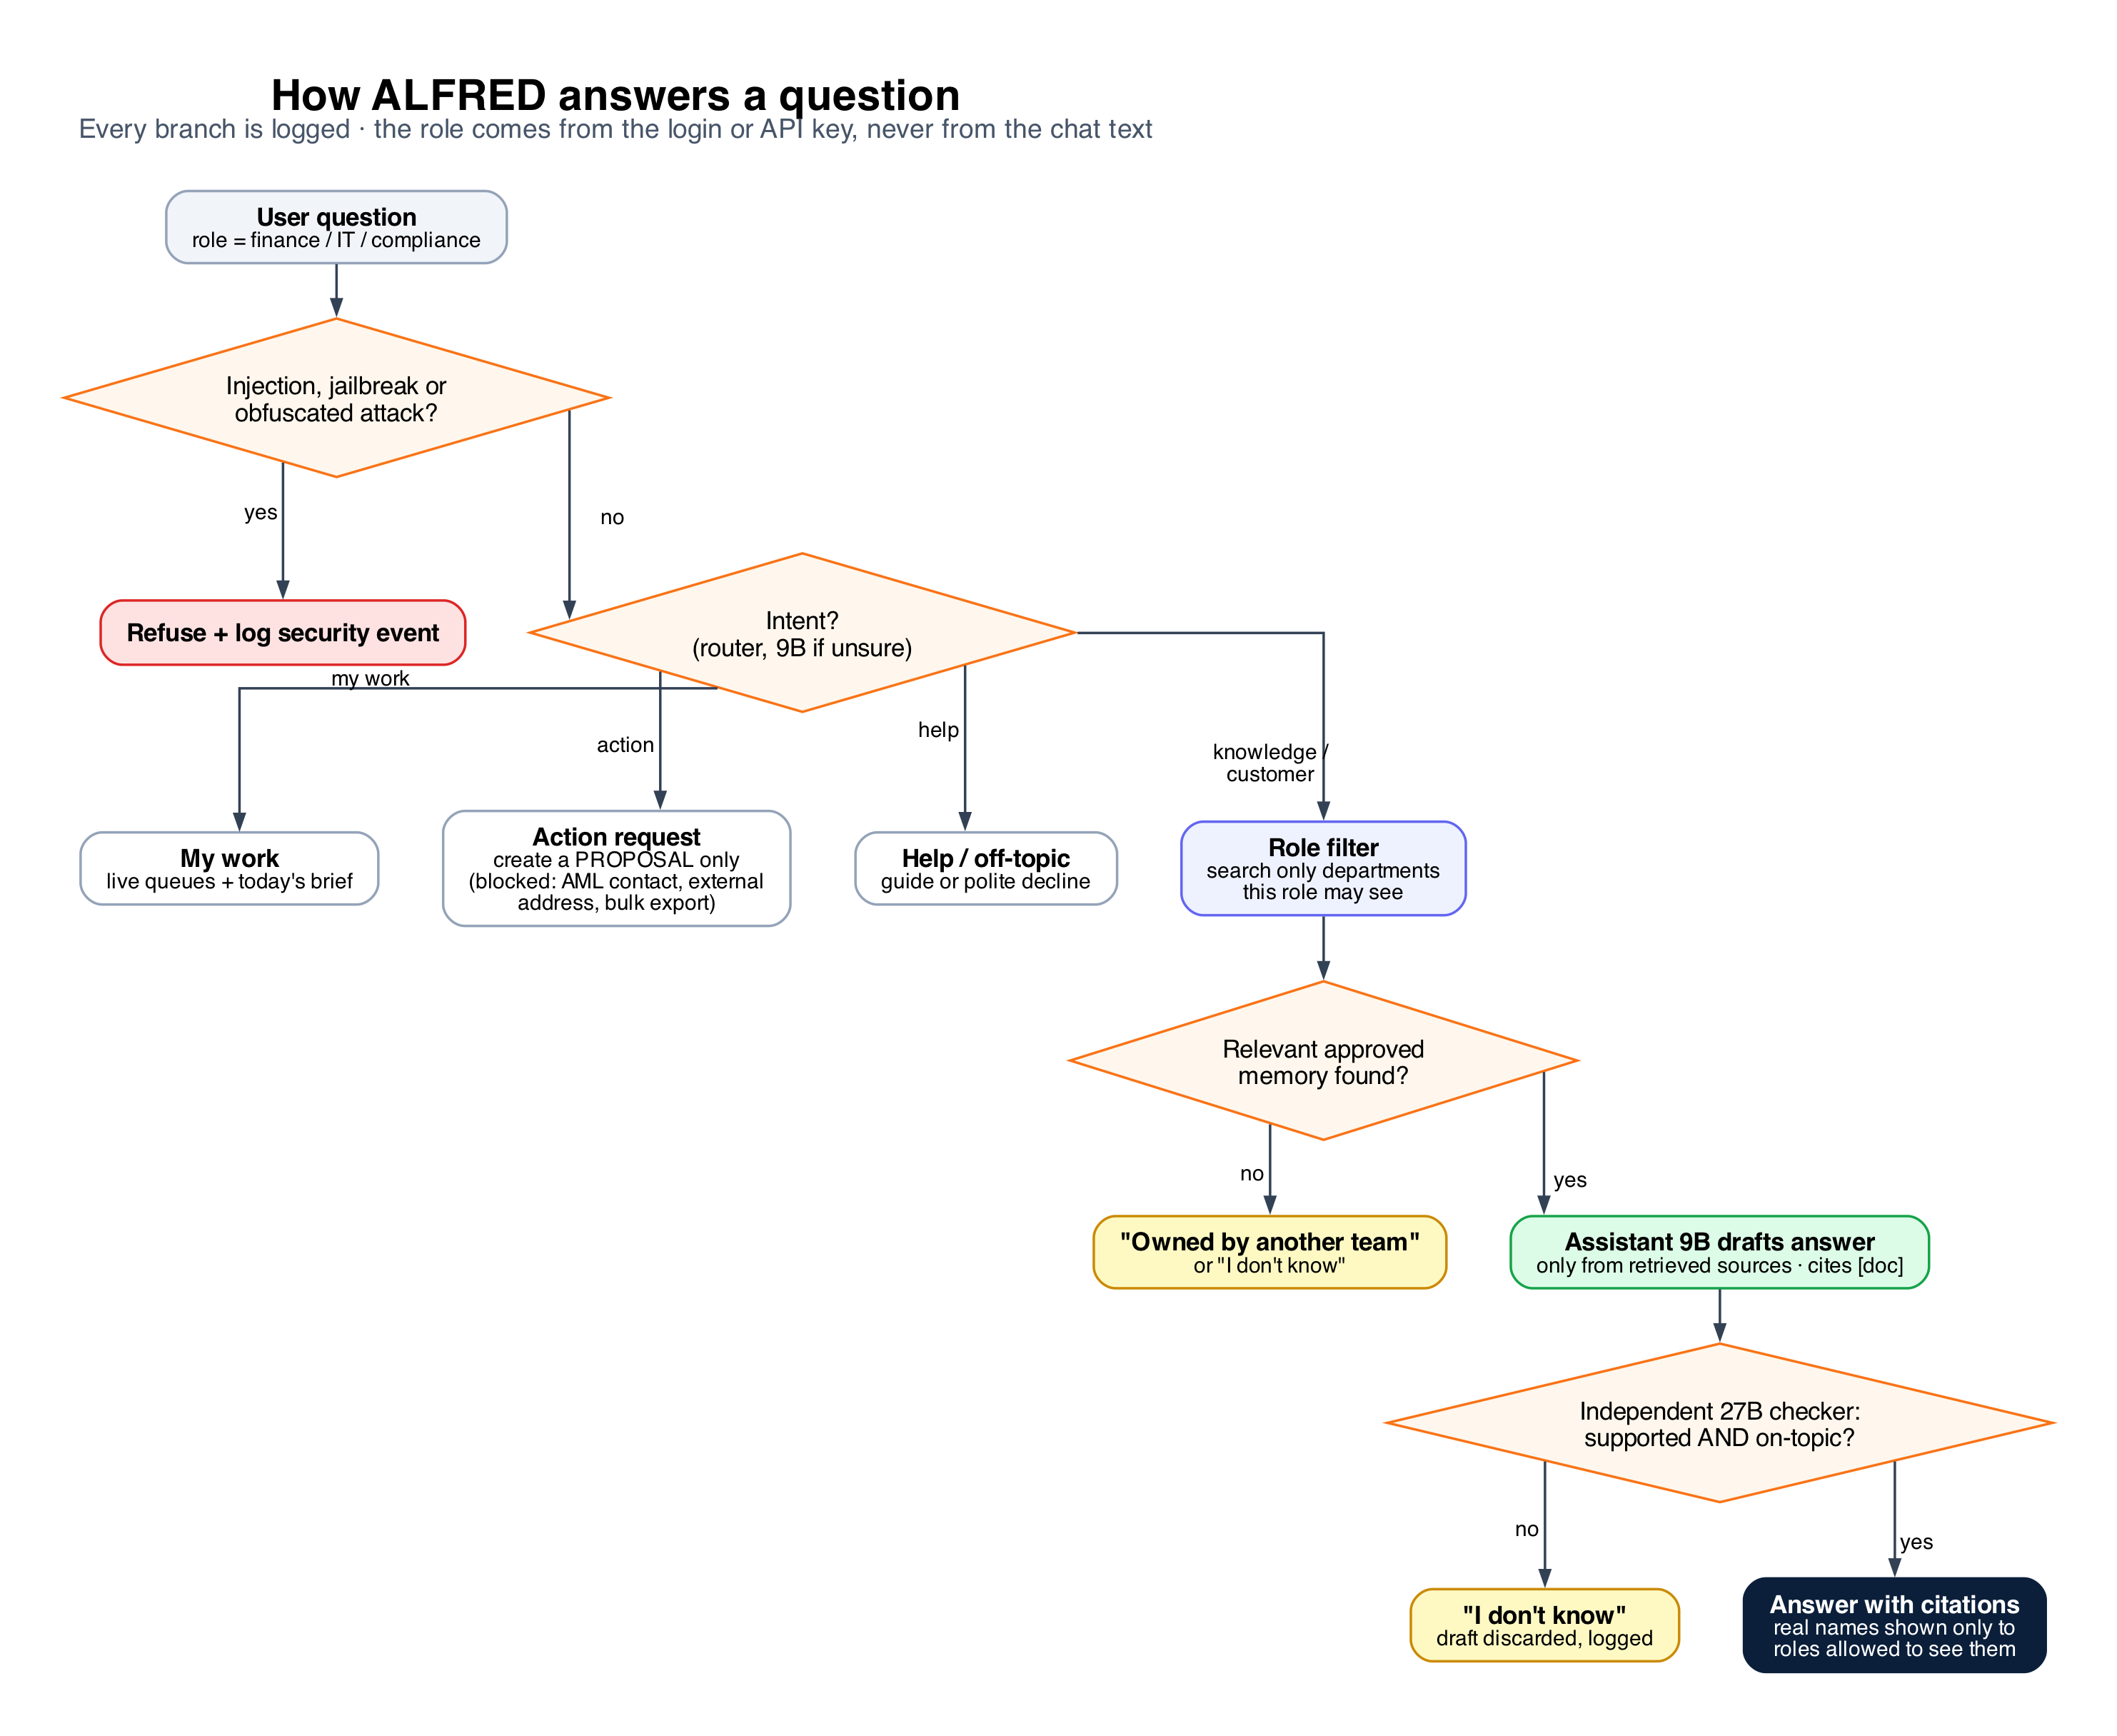 How ALFRED answers a question
Every branch is logged · the role comes from the login or API key, never from the chat text
User question
role = finance / IT / compliance
Injection, jailbreak or
obfuscated attack?
yes
no
Refuse + log security event
Intent?
(router, 9B if unsure)
my work
action
help
knowledge /
customer
My work
live queues + today's brief
Action request
create a PROPOSAL only
(blocked: AML contact, external
address, bulk export)
Help / off-topic
guide or polite decline
Role filter
search only departments
this role may see
Relevant approved
memory found?
no
yes
"Owned by another team"
or "I don't know"
Assistant 9B drafts answer
only from retrieved sources · cites [doc]
Independent 27B checker:
supported AND on-topic?
no
yes
"I don't know"
draft discarded, logged
Answer with citations
real names shown only to
roles allowed to see them